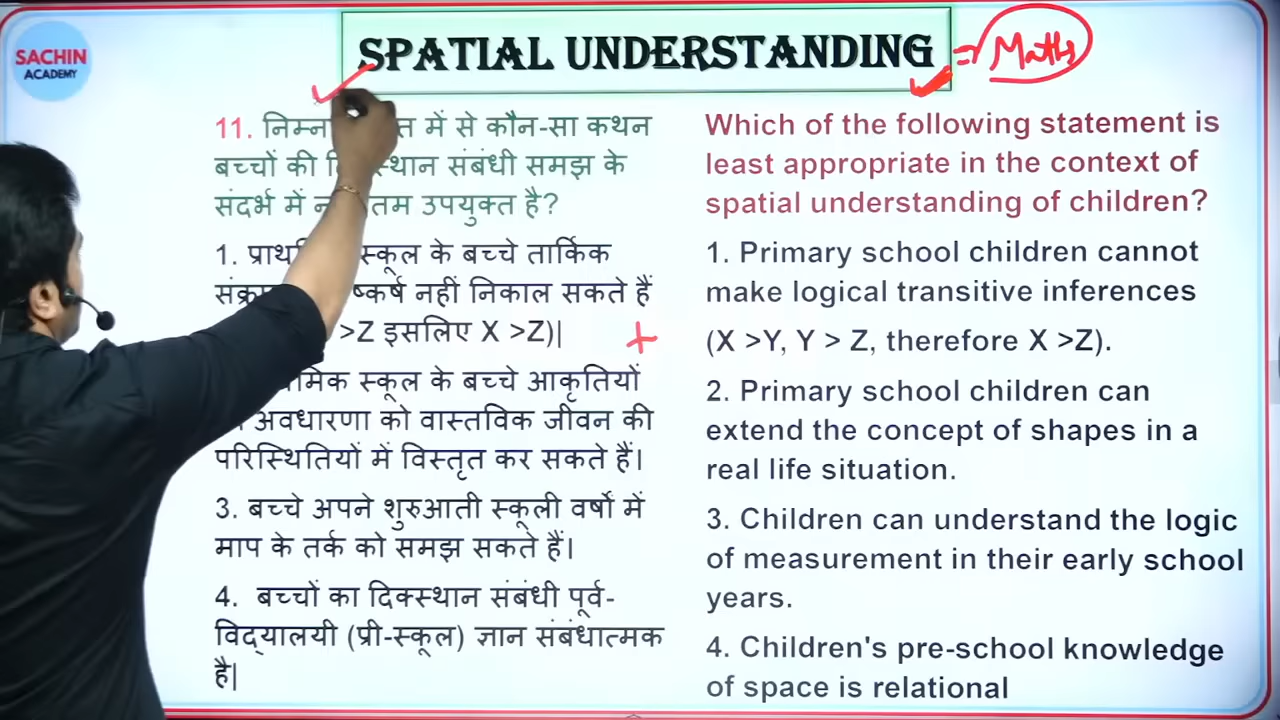 SACHIN
ACADEMY
SPATIAL UNDERSTANDING
= Maths
11. निम्न में से कौन-सा कथन
बच्चों की संबंधी समझ के
संदर्भ में उपयुक्त है?
1. स्कूल के बच्चे तार्किक
नहीं निकाल सकते हैं
>Z इसलिए X >Z)|
स्कूल के बच्चे आकृतियों
अवधारणा को वास्तविक जीवन की
परिस्थितियों में विस्तृत कर सकते हैं।
3. बच्चे अपने शुरुआती स्कूली वर्षों में
माप के तर्क को समझ सकते हैं।
4. बच्चों का दिक्स्थान संबंधी पूर्व-
विद्यालयी (प्री-स्कूल) ज्ञान संबंधात्मक
है|
Which of the following statement is
least appropriate in the context of
spatial understanding of children?
1. Primary school children cannot
make logical transitive inferences
(X >Y, Y > Z, therefore X >Z).
2. Primary school children can
extend the concept of shapes in a
real life situation.
3. Children can understand the logic
of measurement in their early school
years.
4. Children's pre-school knowledge
of space is relational